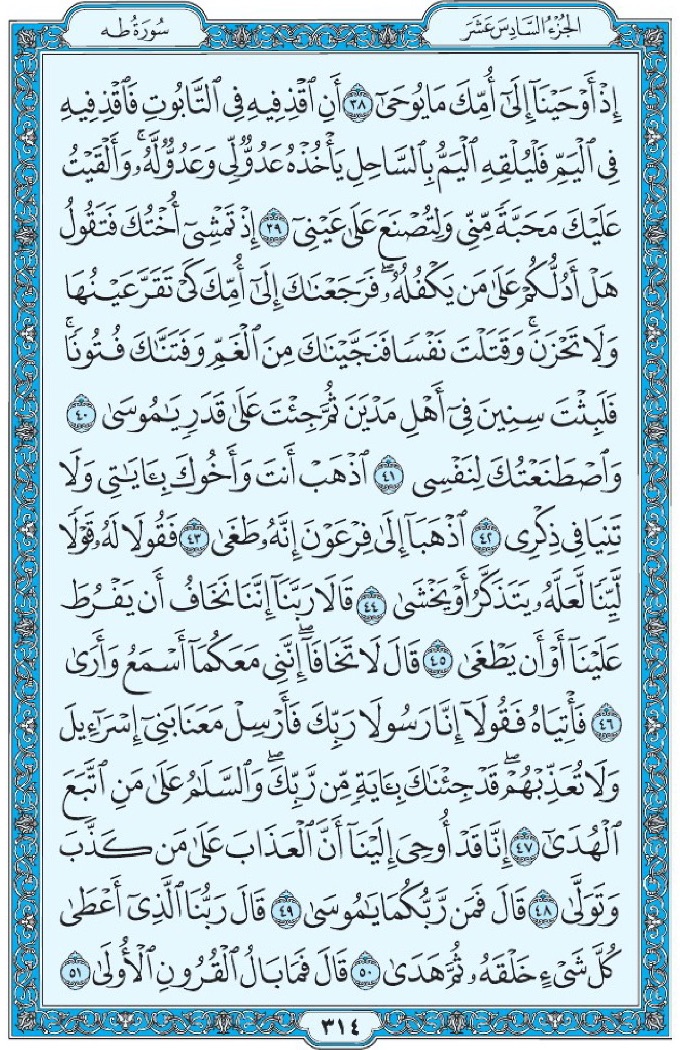 الجزء السادس عشر
سورة طه
إِذۡ أَوۡحَيۡنَآ إِلَىٰٓ أُمِّكَ مَا يُوحَىٰٓ ٣٨ أَنِ ٱقۡذِفِيهِ فِي ٱلتَّابُوتِ فَٱقۡذِفِيهِ
فِي ٱلۡيَمِّ فَلۡيُلۡقِهِ ٱلۡيَمُّ بِٱلسَّاحِلِ يَأۡخُذۡهُ عَدُوّٞ لِّي وَعَدُوّٞ لَّهُۥۚ وَأَلۡقَيۡتُ
عَلَيۡكَ مَحَبَّةٗ مِّنِّي وَلِتُصۡنَعَ عَلَىٰ عَيۡنِيٓ ٣٩ إِذۡ تَمۡشِيٓ أُخۡتُكَ فَتَقُولُ
هَلۡ أَدُلُّكُمۡ عَلَىٰ مَن يَكۡفُلُهُۥۖ فَرَجَعۡنَٰكَ إِلَىٰٓ أُمِّكَ كَيۡ تَقَرَّ عَيۡنُهَا
وَلَا تَحۡزَنَۚ وَقَتَلۡتَ نَفۡسٗا فَنَجَّيۡنَٰكَ مِنَ ٱلۡغَمِّ وَفَتَنَّٰكَ فُتُونٗاۚ
فَلَبِثۡتَ سِنِينَ فِيٓ أَهۡلِ مَدۡيَنَ ثُمَّ جِئۡتَ عَلَىٰ قَدَرٖ يَٰمُوسَىٰ ٤٠
وَٱصۡطَنَعۡتُكَ لِنَفۡسِي ٤١ ٱذۡهَبۡ أَنتَ وَأَخُوكَ بِـَٔايَٰتِي وَلَا
تَنِيَا فِي ذِكۡرِي ٤٢ ٱذۡهَبَآ إِلَىٰ فِرۡعَوۡنَ إِنَّهُۥ طَغَىٰ ٤٣ فَقُولَا لَهُۥ قَوۡلٗا
لَّيِّنٗا لَّعَلَّهُۥ يَتَذَكَّرُ أَوۡ يَخۡشَىٰ ٤٤ قَالَا رَبَّنَآ إِنَّنَا نَخَافُ أَن يَفۡرُطَ
عَلَيۡنَآ أَوۡ أَن يَطۡغَىٰ ٤٥ قَالَ لَا تَخَافَآۖ إِنَّنِي مَعَكُمَآ أَسۡمَعُ وَأَرَىٰ
٤٦ فَأۡتِيَاهُ فَقُولَآ إِنَّا رَسُولَا رَبِّكَ فَأَرۡسِلۡ مَعَنَا بَنِيٓ إِسۡرَٰٓءِيلَ
وَلَا تُعَذِّبۡهُمۡۖ قَدۡ جِئۡنَٰكَ بِـَٔايَةٖ مِّن رَّبِّكَۖ وَٱلسَّلَٰمُ عَلَىٰ مَنِ ٱتَّبَعَ
ٱلۡهُدَىٰٓ ٤٧ إِنَّا قَدۡ أُوحِيَ إِلَيۡنَآ أَنَّ ٱلۡعَذَابَ عَلَىٰ مَن كَذَّبَ
وَتَوَلَّىٰ ٤٨ قَالَ فَمَن رَّبُّكُمَا يَٰمُوسَىٰ ٤٩ قَالَ رَبُّنَا ٱلَّذِيٓ أَعۡطَىٰ
كُلَّ شَيۡءٍ خَلۡقَهُۥ ثُمَّ هَدَىٰ ٥٠ قَالَ فَمَا بَالُ ٱلۡقُرُونِ ٱلۡأُولَىٰ ٥١
٣١٤